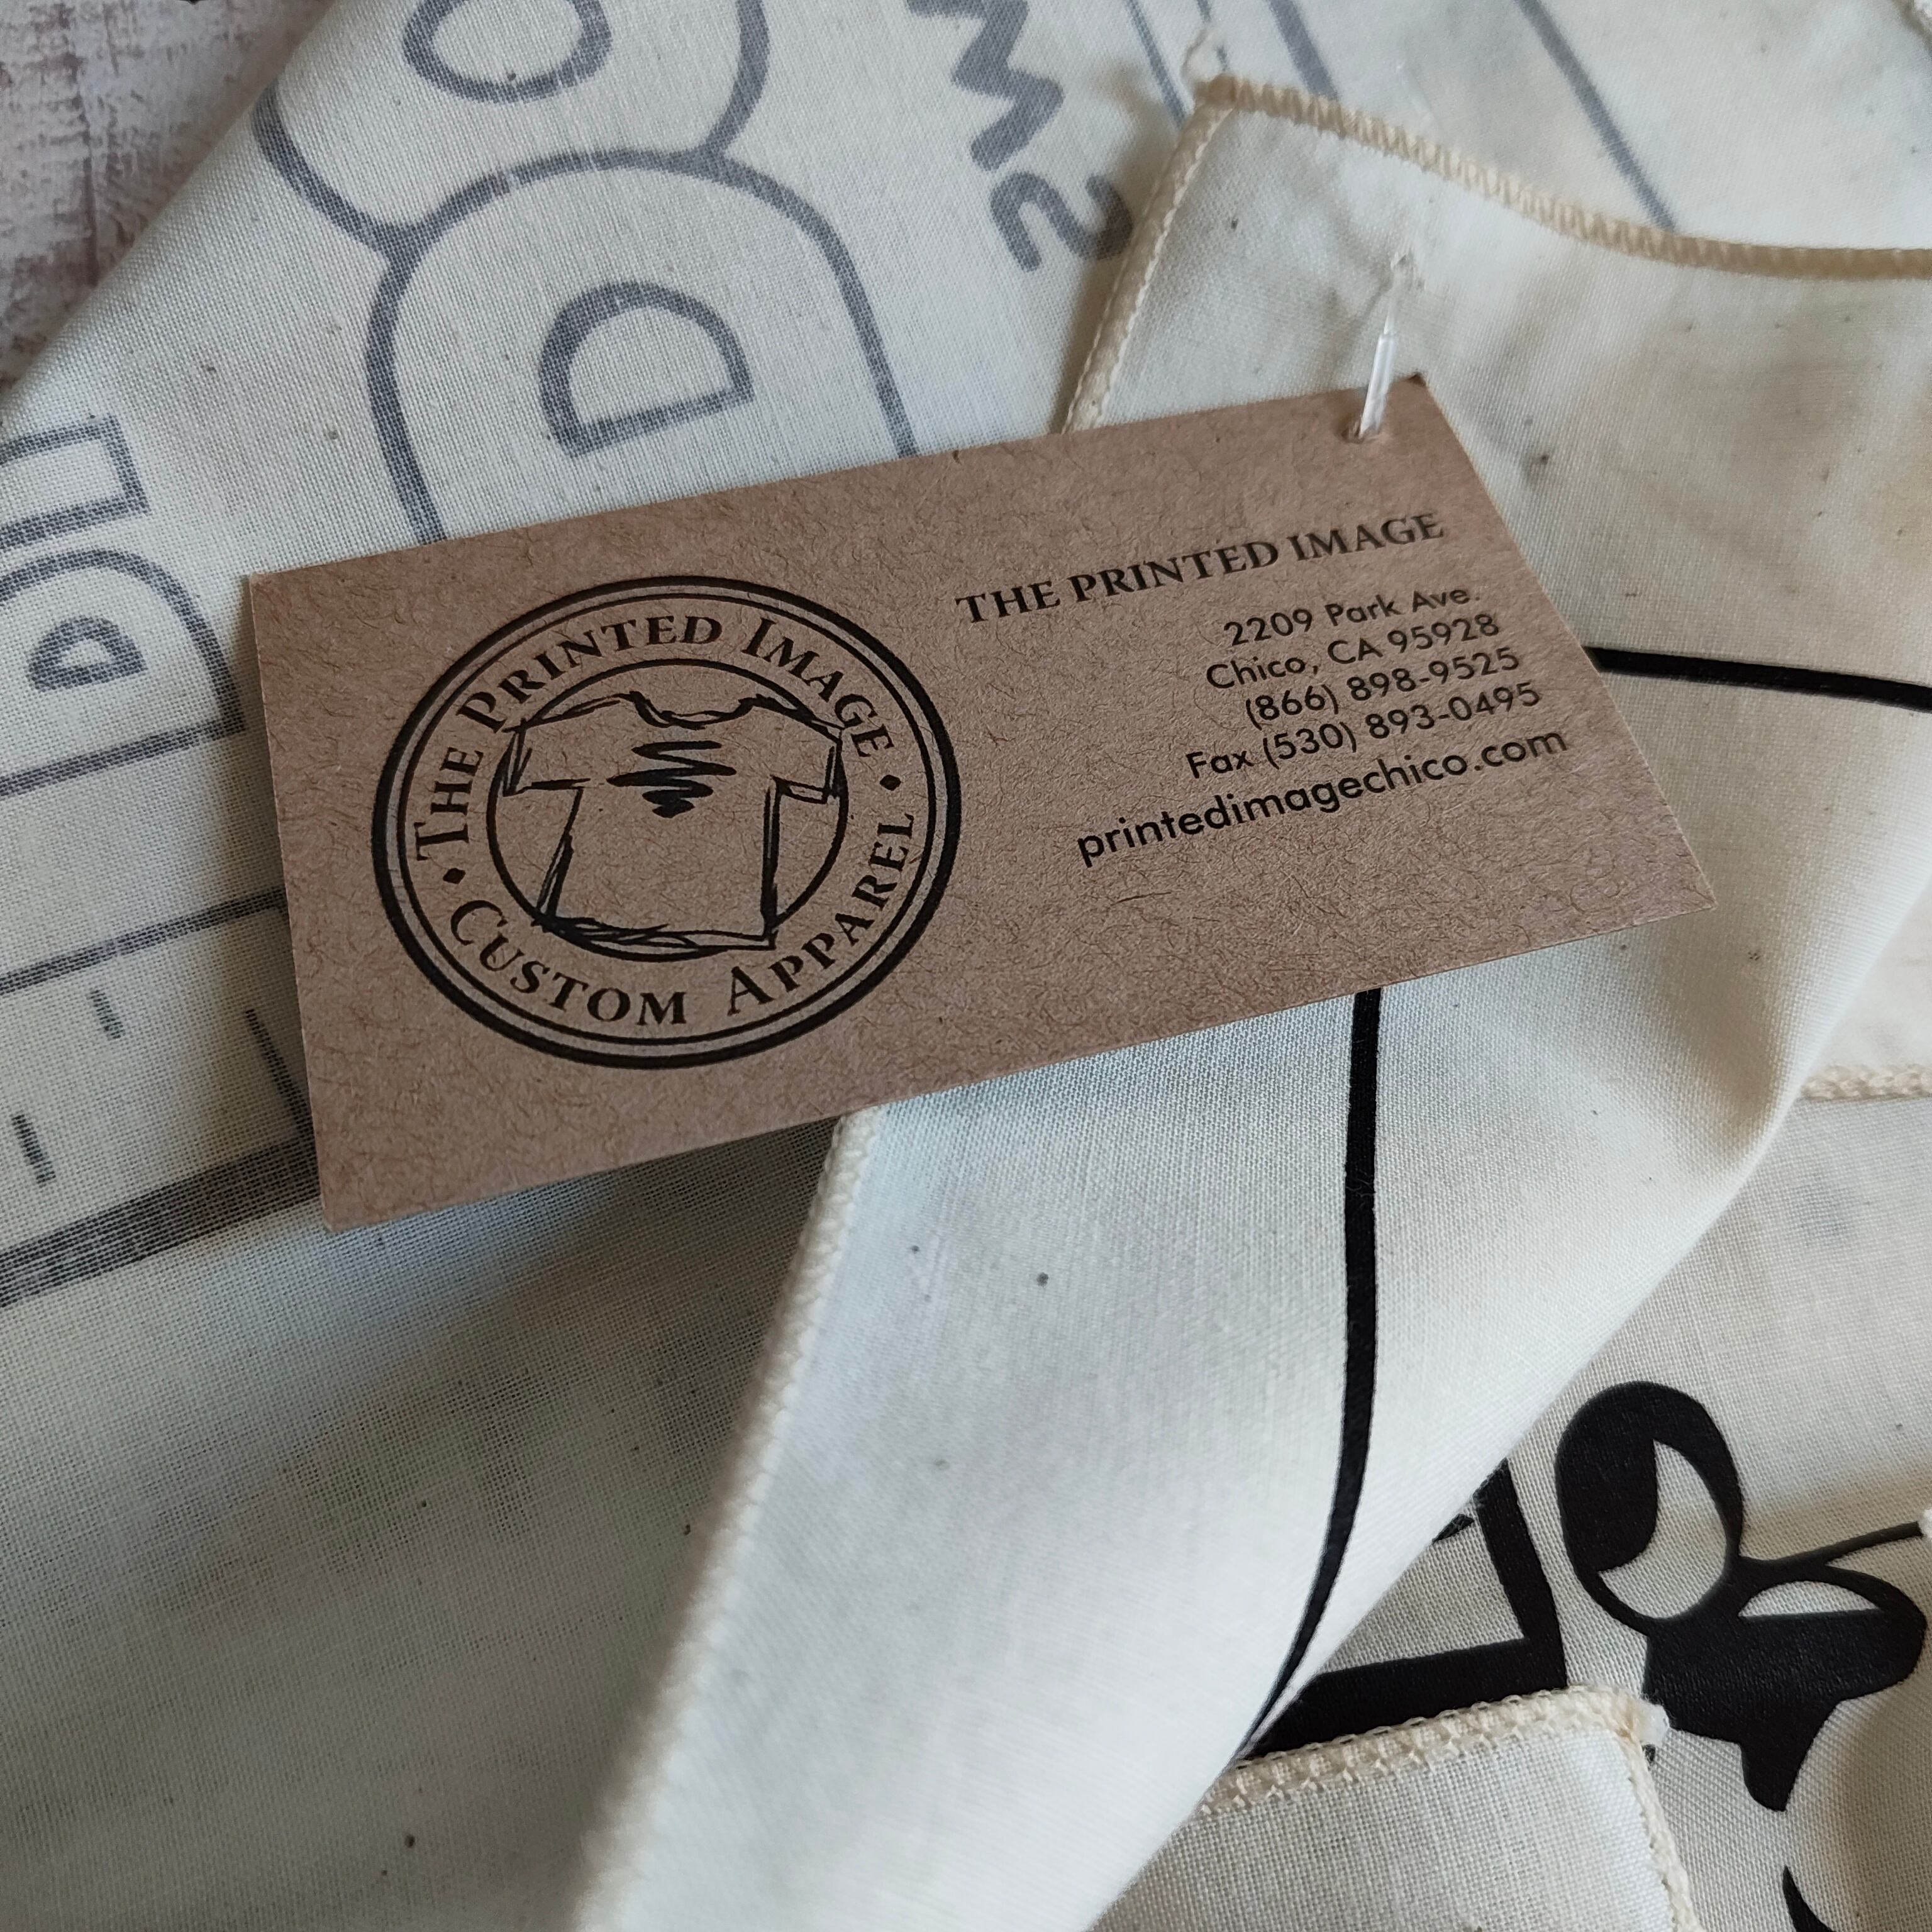 THE PRINTED IMAGE
CUSTOM APPAREL
THE PRINTED IMAGE
2209 Park Ave.
Chico, CA 95928
(866) 898-9525
Fax (530) 893-0495
printedimagechico.com